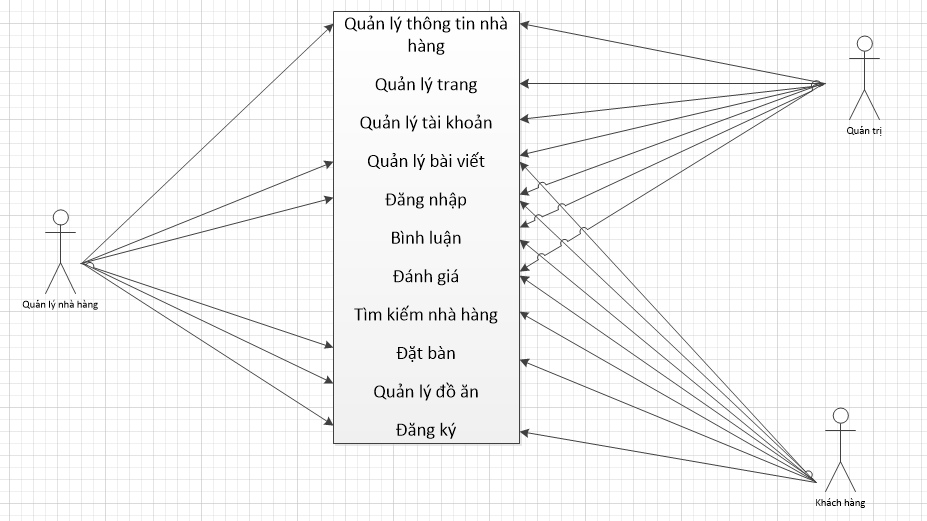 Quản lý thông tin nhà
hàng
Quản lý trang
Quản lý tài khoản
Quản lý bài viết
Đăng nhập
Bình luận
Đánh giá
Tìm kiếm nhà hàng
Đặt bàn
Quản lý đồ ăn
Đăng ký
Quản trị
Quản lý nhà hàng
Khách hàng